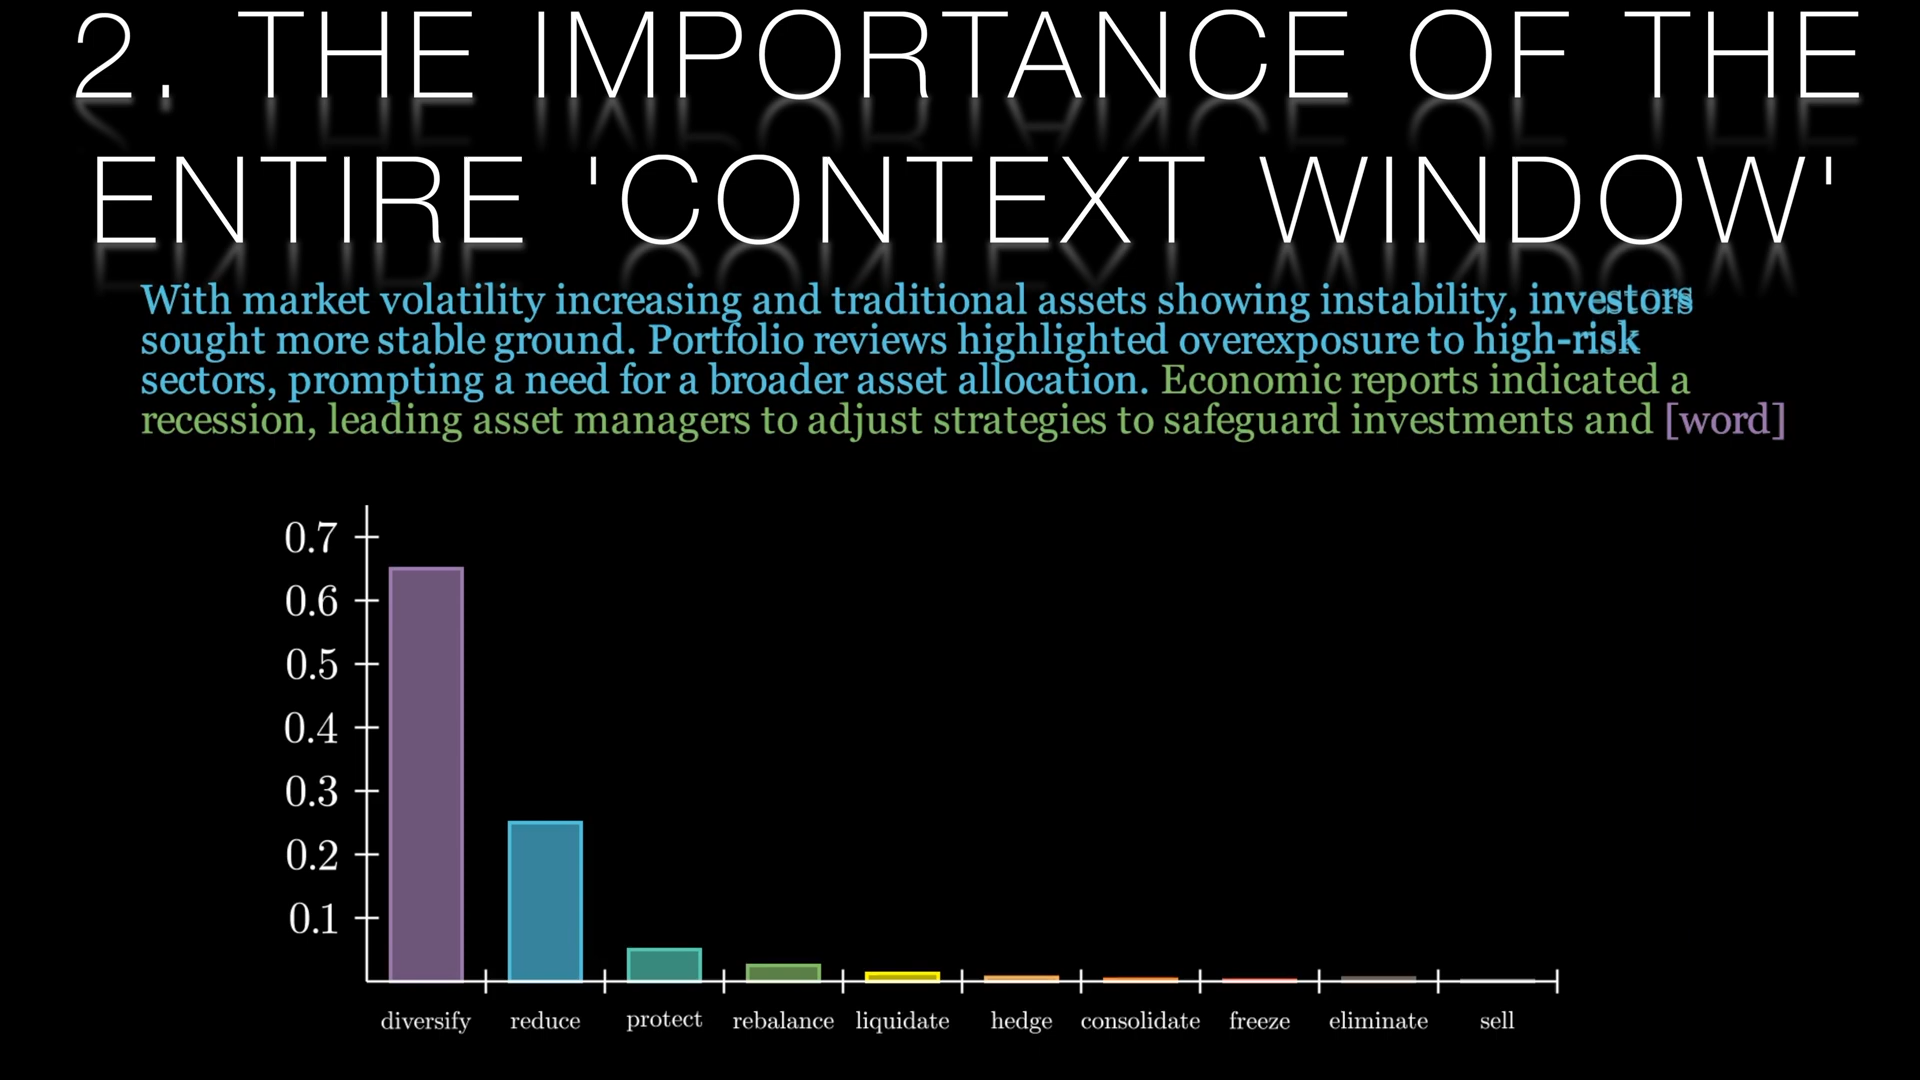 2. THE IMPORTANCE OF THE
ENTIRE 'CONTEXT WINDOW'
With market volatility increasing and traditional assets showing instability, investors
sought more stable ground. Portfolio reviews highlighted overexposure to high-risk
sectors, prompting a need for a broader asset allocation. Economic reports indicated a
recession, leading asset managers to adjust strategies to safeguard investments and [word]
0.7
0.6
0.5
0.4
0.3
0.2
0.1
diversify reduce protect rebalance liquidate hedge consolidate freeze eliminate sell